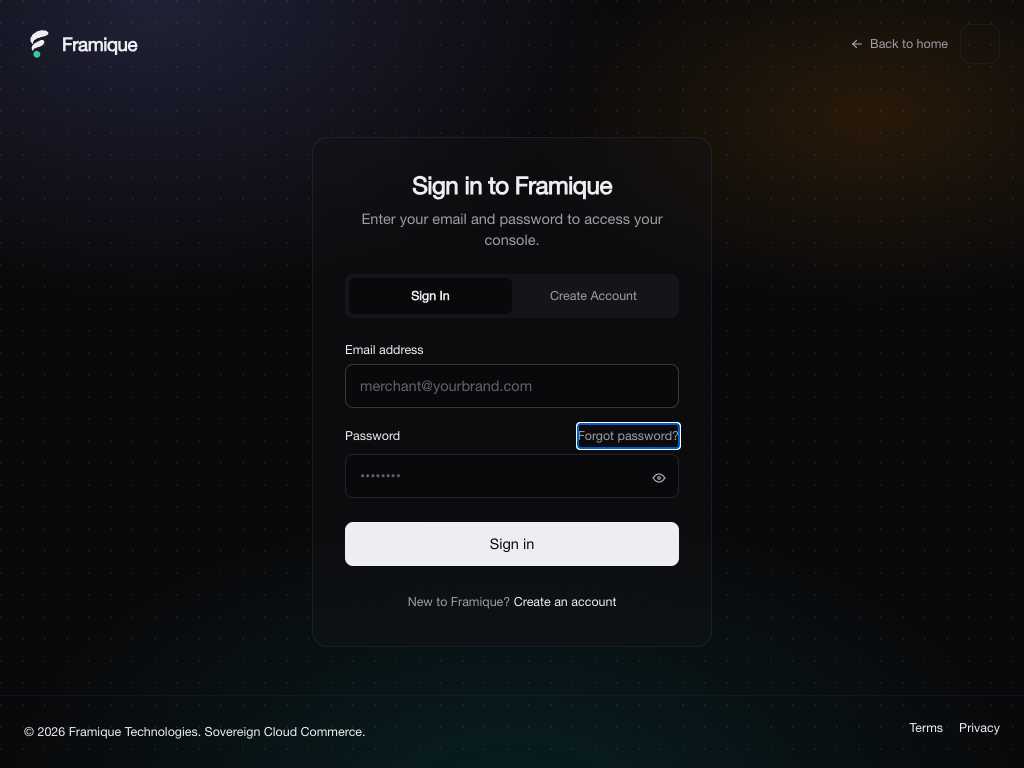 Framique
Back to home
Sign in to Framique
Enter your email and password to access your
console.
Sign In
Create Account
Email address
merchant@yourbrand.com
Password
Forgot password?
••••••••
Sign in
New to Framique? Create an account
© 2026 Framique Technologies. Sovereign Cloud Commerce.
Terms
Privacy